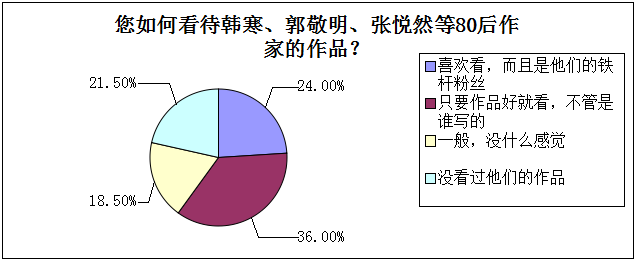 您如何看待韩寒、郭敬明、张悦然等80后作
家的作品？
21.50%
24.00%
18.50%
36.00%
喜欢看，而且是他们的铁
杆粉丝
只要作品好就看，不管是
谁写的
一般，没什么感觉
没看过他们的作品